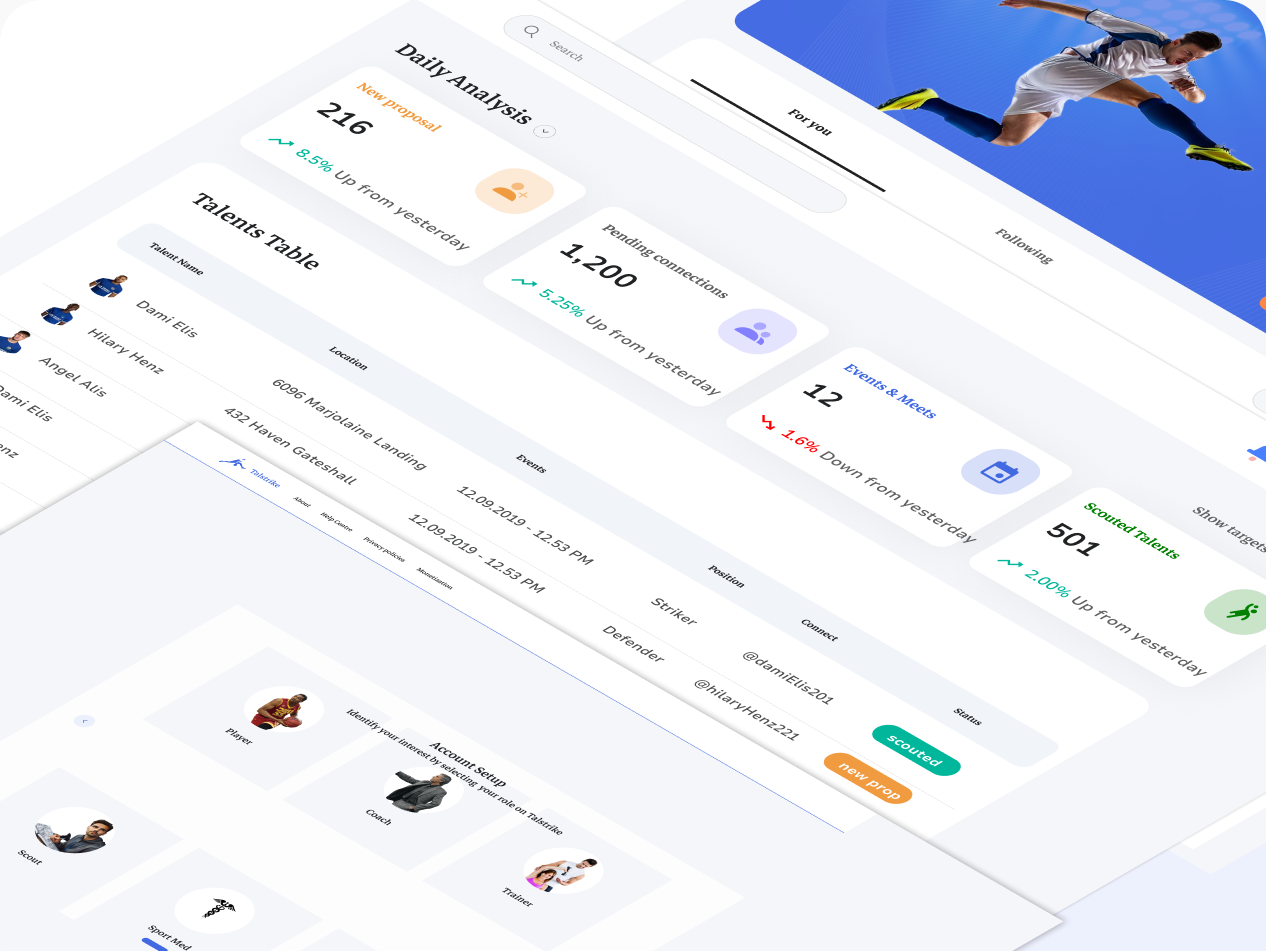 Search
For you
Following
Show targets
Daily Analysis
New proposal
216
8.5% Up from yesterday
Pending connections
1,200
5.25% Up from yesterday
Events & Meets
12
1.6% Down from yesterday
Scouted Talents
501
2.00% Up from yesterday
Talents Table
Talent Name
Location
Events
Position
Connect
Status
Dami Elis
6096 Marjolaine Landing
12.09.2019 - 12.53 PM
Striker
@damiElis201
scouted
Hilary Henz
432 Haven Gateshall
12.09.2019 - 12.53 PM
Defender
@hilaryHenz221
new prop
Angel Alis
Dami Elis
enz
Talstrike
About
Help Centre
Privacy policies
Monetization
Account Setup
Identify your interest by selecting your role on Talstrike
Player
Coach
Trainer
Scout
Sport Med